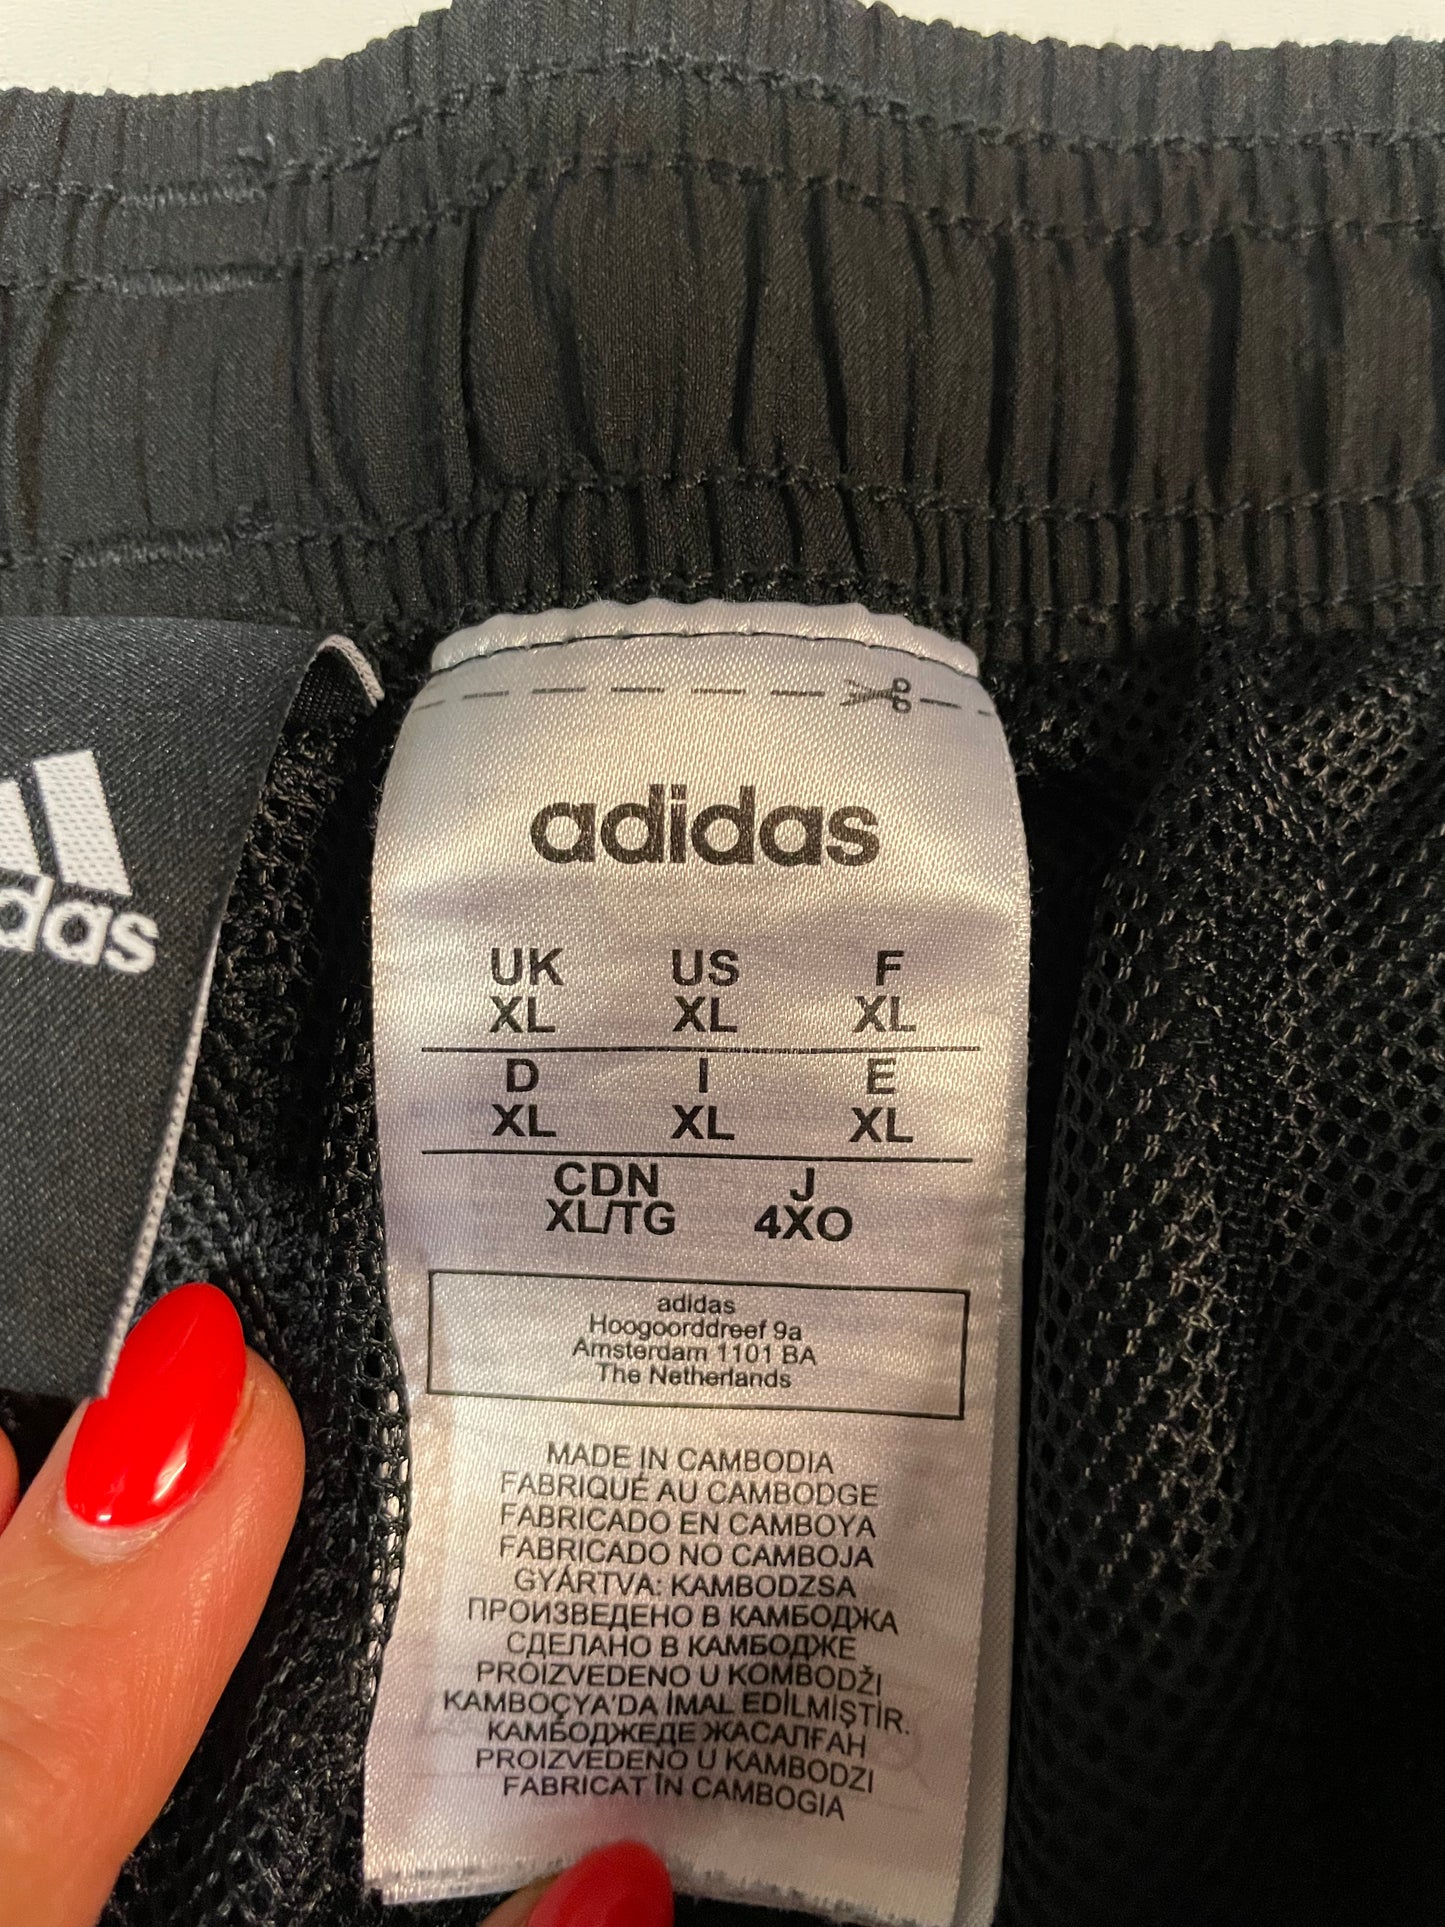 adidas
UK US F
XL XL XL
D I E
XL XL XL
CDN J
XL/TG 4XO
adidas
Hoogoorddreef 9a
Amsterdam 1101 BA
The Netherlands
MADE IN CAMBODIA
FABRIQUÉ AU CAMBODGE
FABRICADO EN CAMBOYA
FABRICADO NO CAMBOJA
GYÁRTVA: KAMBODZSA
ПРОИЗВЕДЕНО В КАМБОДЖА
СДЕЛАНО В КАМБОДЖЕ
PROIZVEDENO U KOMBODŽI
KAMBOÇYA'DA İMAL EDİLMİŞTİR.
КАМБОДЖЕДЕ ЖАСАЛҒАН
PROIZVEDENO U KAMBODZI
FABRICAT ÎN CAMBOGIA
das